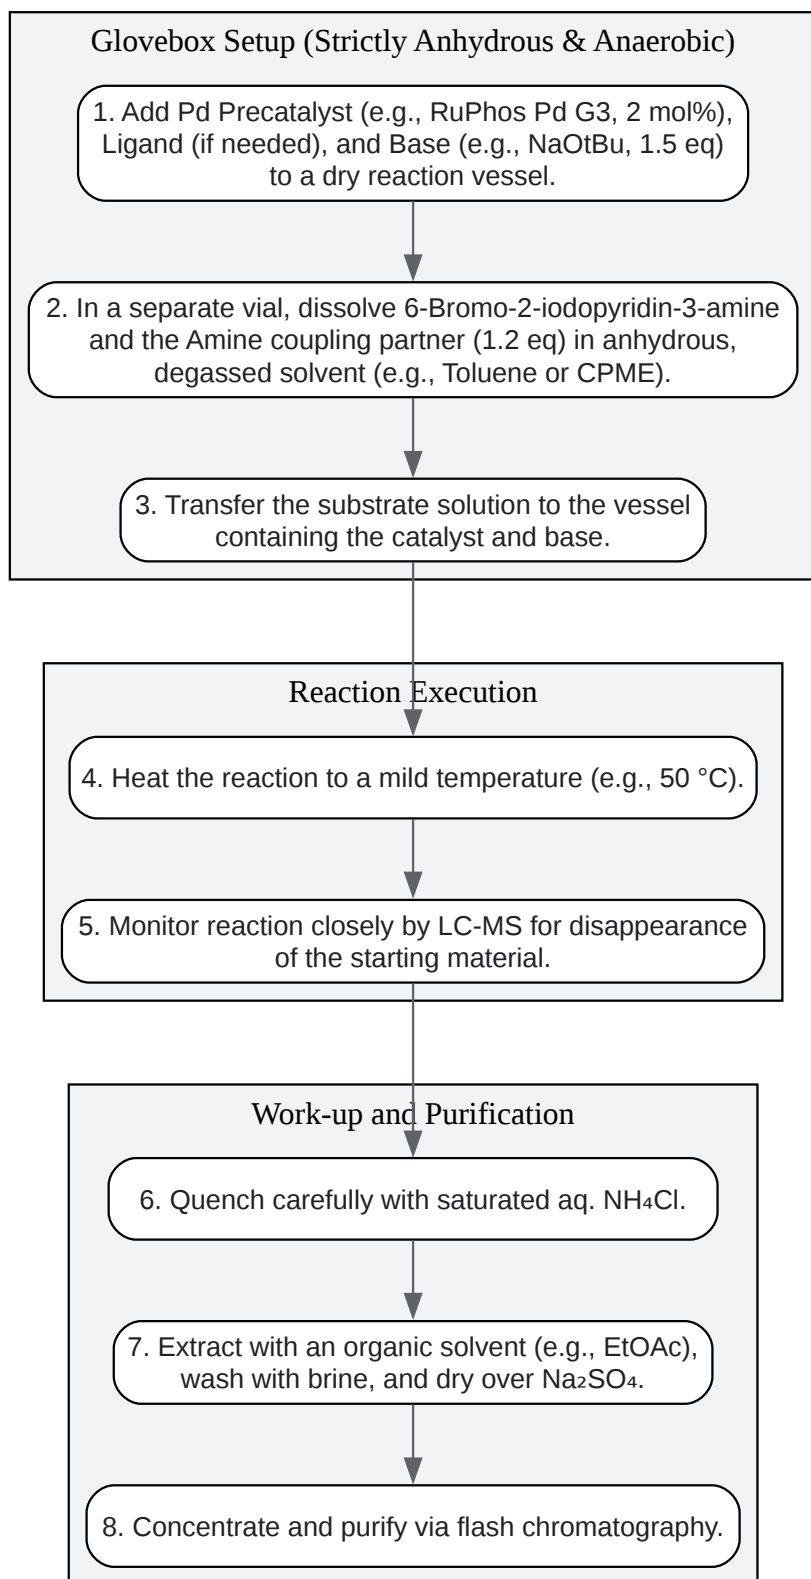 Glovebox Setup (Strictly Anhydrous & Anaerobic)
1. Add Pd Precatalyst (e.g., RuPhos Pd G3, 2 mol%),
Ligand (if needed), and Base (e.g., NaOtBu, 1.5 eq)
to a dry reaction vessel.
2. In a separate vial, dissolve 6-Bromo-2-iodopyridin-3-amine
and the Amine coupling partner (1.2 eq) in anhydrous,
degassed solvent (e.g., Toluene or CPME).
3. Transfer the substrate solution to the vessel
containing the catalyst and base.
Reaction Execution
4. Heat the reaction to a mild temperature (e.g., 50 °C).
5. Monitor reaction closely by LC-MS for disappearance
of the starting material.
Work-up and Purification
6. Quench carefully with saturated aq. NH₄Cl.
7. Extract with an organic solvent (e.g., EtOAc),
wash with brine, and dry over Na₂SO₄.
8. Concentrate and purify via flash chromatography.